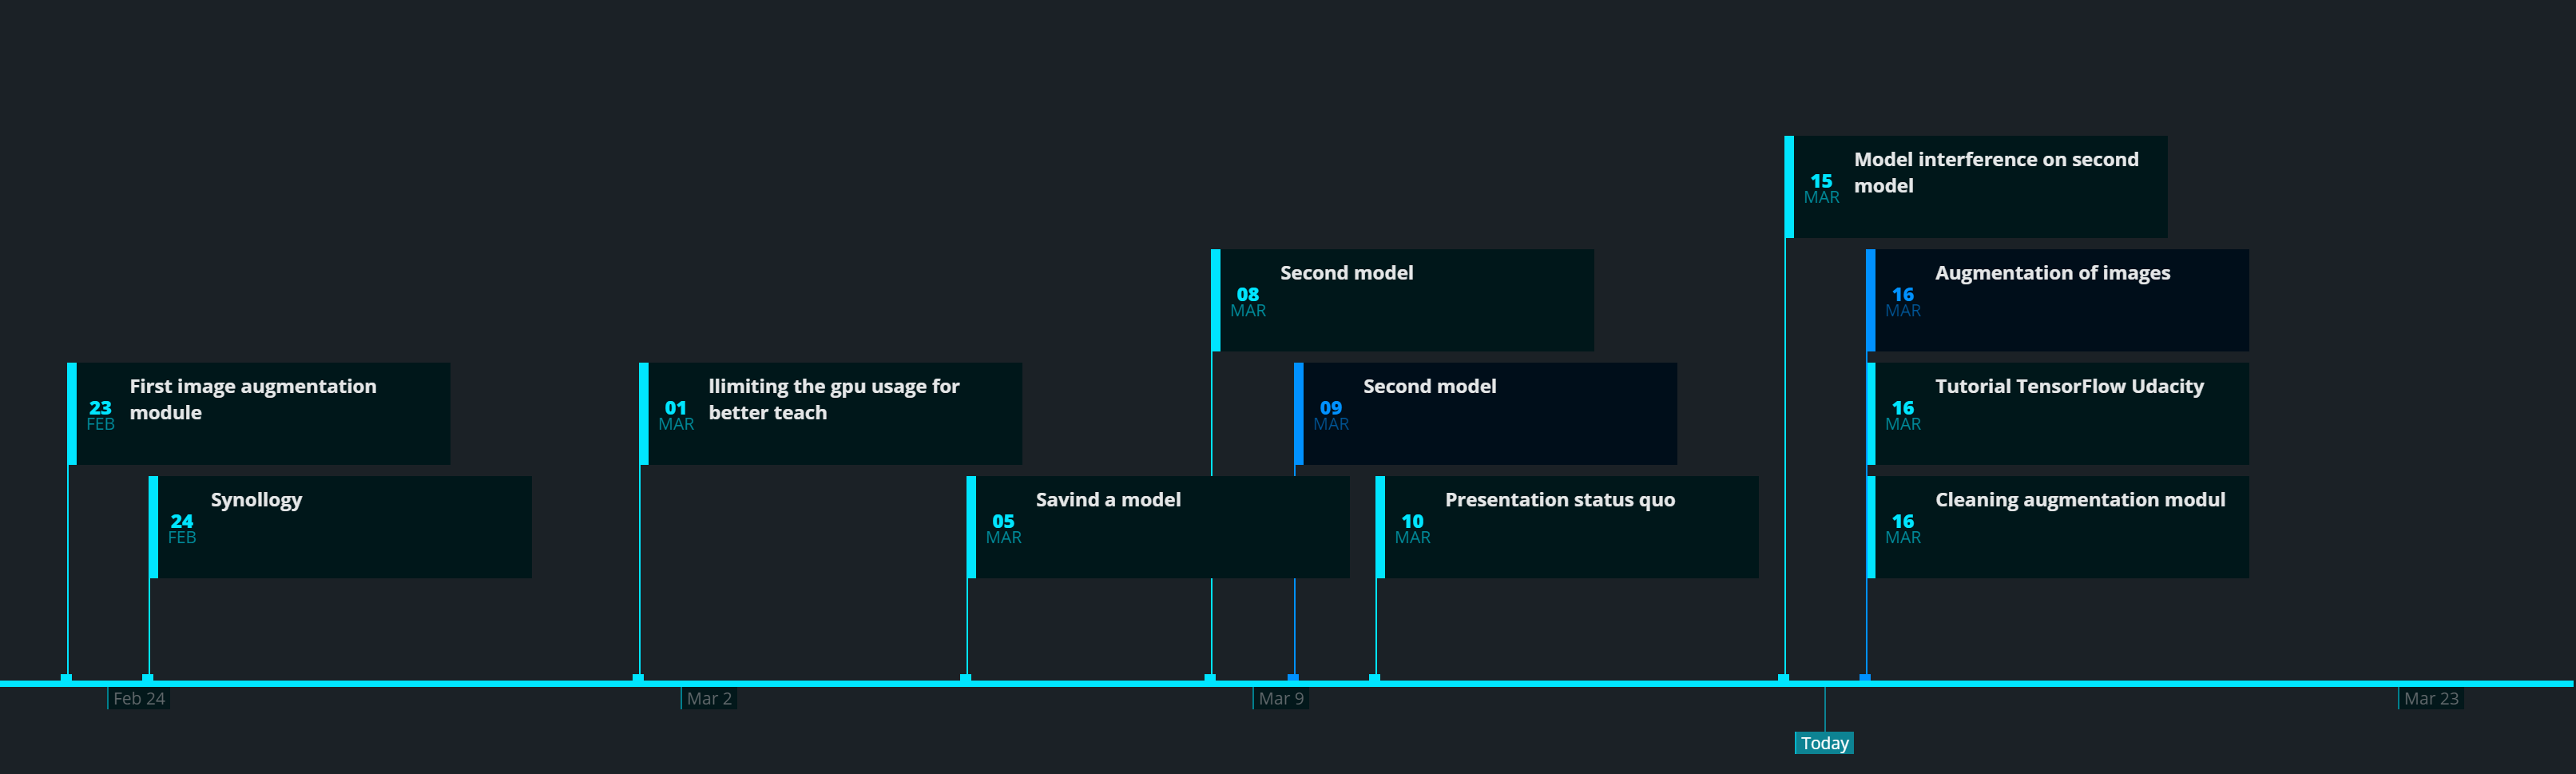 23
FEB
First image augmentation
module
24
FEB
Synollogy
01
MAR
llimiting the gpu usage for
better teach
05
MAR
Savind a model
08
MAR
Second model
09
MAR
Second model
10
MAR
Presentation status quo
15
MAR
Model interference on second
model
16
MAR
Augmentation of images
16
MAR
Tutorial TensorFlow Udacity
16
MAR
Cleaning augmentation modul
Feb 24
Mar 2
Mar 9
Today
Mar 23